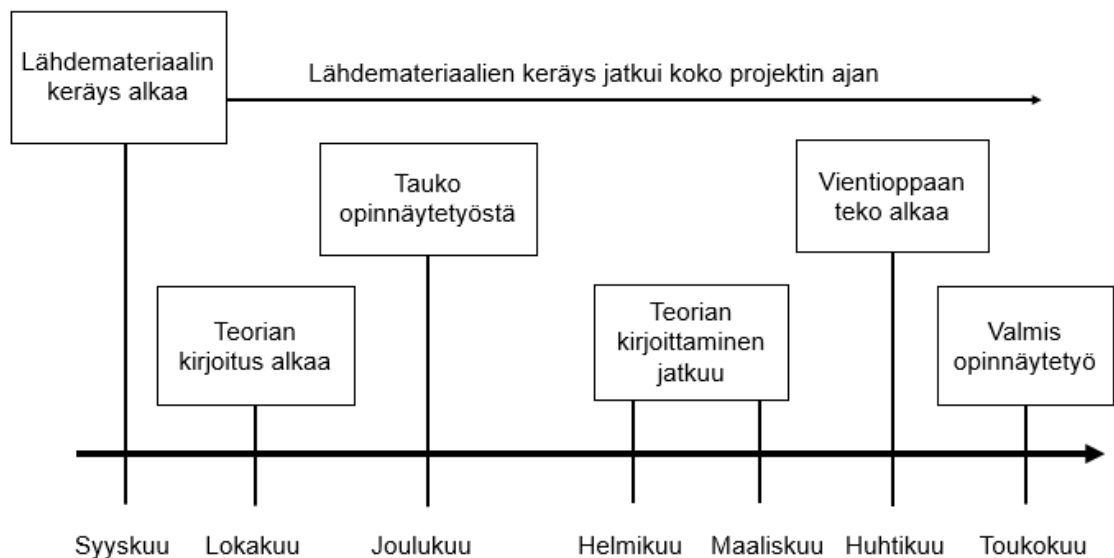 Lähdemateriaalin
keräys alkaa
Lähdemateriaalien keräys jatkui koko projektin ajan
Tauko
opinnäytetyöstä
Vientioppaan
teko alkaa
Teorian
kirjoitus alkaa
Teorian
kirjoittaminen
jatkuu
Valmis
opinnäytetyö
Syyskuu Lokakuu Joulukuu Helmikuu Maaliskuu Huhtikuu Toukokuu